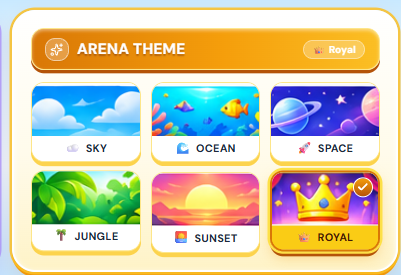 ARENA THEME
Royal
SKY
OCEAN
SPACE
JUNGLE
SUNSET
ROYAL